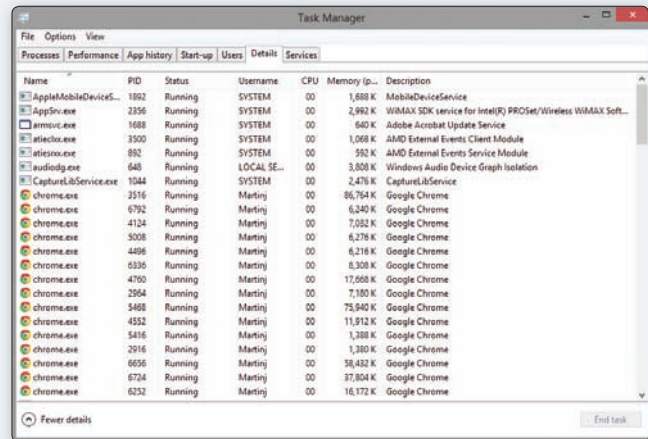 Task Manager
File Options View
Processes Performance App history Start-up Users Details Services
Name PID Status Username CPU Memory (p... Description
AppleMobileDeviceS... 1892 Running SYSTEM 00 1,688 K MobileDeviceService
AppSrv.exe 2356 Running SYSTEM 00 2,992 K WiMAX SDK service for Intel(R) PROSet/Wireless WiMAX Soft...
armsvc.exe 1688 Running SYSTEM 00 640 K Adobe Acrobat Update Service
atieclxx.exe 3500 Running SYSTEM 00 1,068 K AMD External Events Client Module
atiesrxx.exe 892 Running SYSTEM 00 592 K AMD External Events Service Module
audiodg.exe 648 Running LOCAL SE... 00 3,808 K Windows Audio Device Graph Isolation
CaptureLibService.exe 1044 Running SYSTEM 00 2,476 K CaptureLibService
chrome.exe 3516 Running Martinj 00 86,764 K Google Chrome
chrome.exe 6792 Running Martinj 00 6,240 K Google Chrome
chrome.exe 4124 Running Martinj 00 7,032 K Google Chrome
chrome.exe 5008 Running Martinj 00 6,276 K Google Chrome
chrome.exe 4496 Running Martinj 00 6,216 K Google Chrome
chrome.exe 6336 Running Martinj 00 8,308 K Google Chrome
chrome.exe 4760 Running Martinj 00 17,668 K Google Chrome
chrome.exe 2964 Running Martinj 00 7,180 K Google Chrome
chrome.exe 5468 Running Martinj 00 75,940 K Google Chrome
chrome.exe 4552 Running Martinj 00 11,912 K Google Chrome
chrome.exe 5416 Running Martinj 00 1,388 K Google Chrome
chrome.exe 2916 Running Martinj 00 1,380 K Google Chrome
chrome.exe 6656 Running Martinj 00 58,432 K Google Chrome
chrome.exe 6724 Running Martinj 00 37,804 K Google Chrome
chrome.exe 6252 Running Martinj 00 16,172 K Google Chrome
Fewer details End task